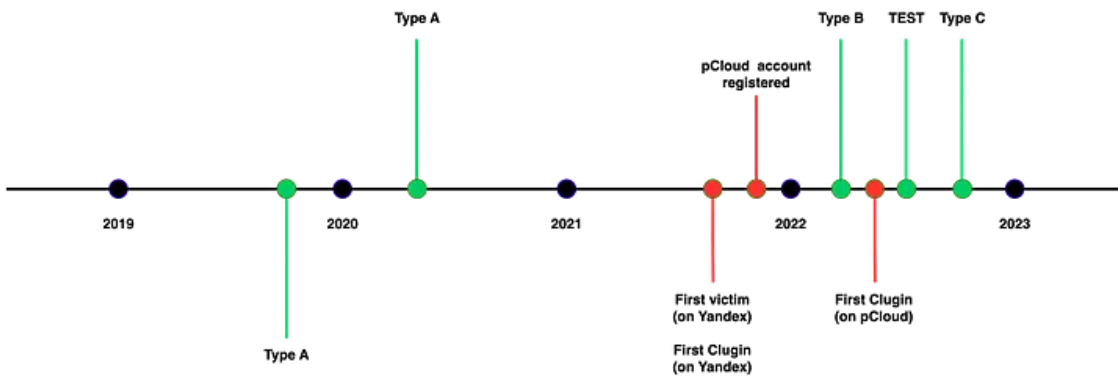 Type A
Type B
TEST
Type C
pCloud account
registered
2019
2020
2021
2022
2023
First victim
(on Yandex)
First Clugin
(on Yandex)
First Clugin
(on pCloud)
Type A